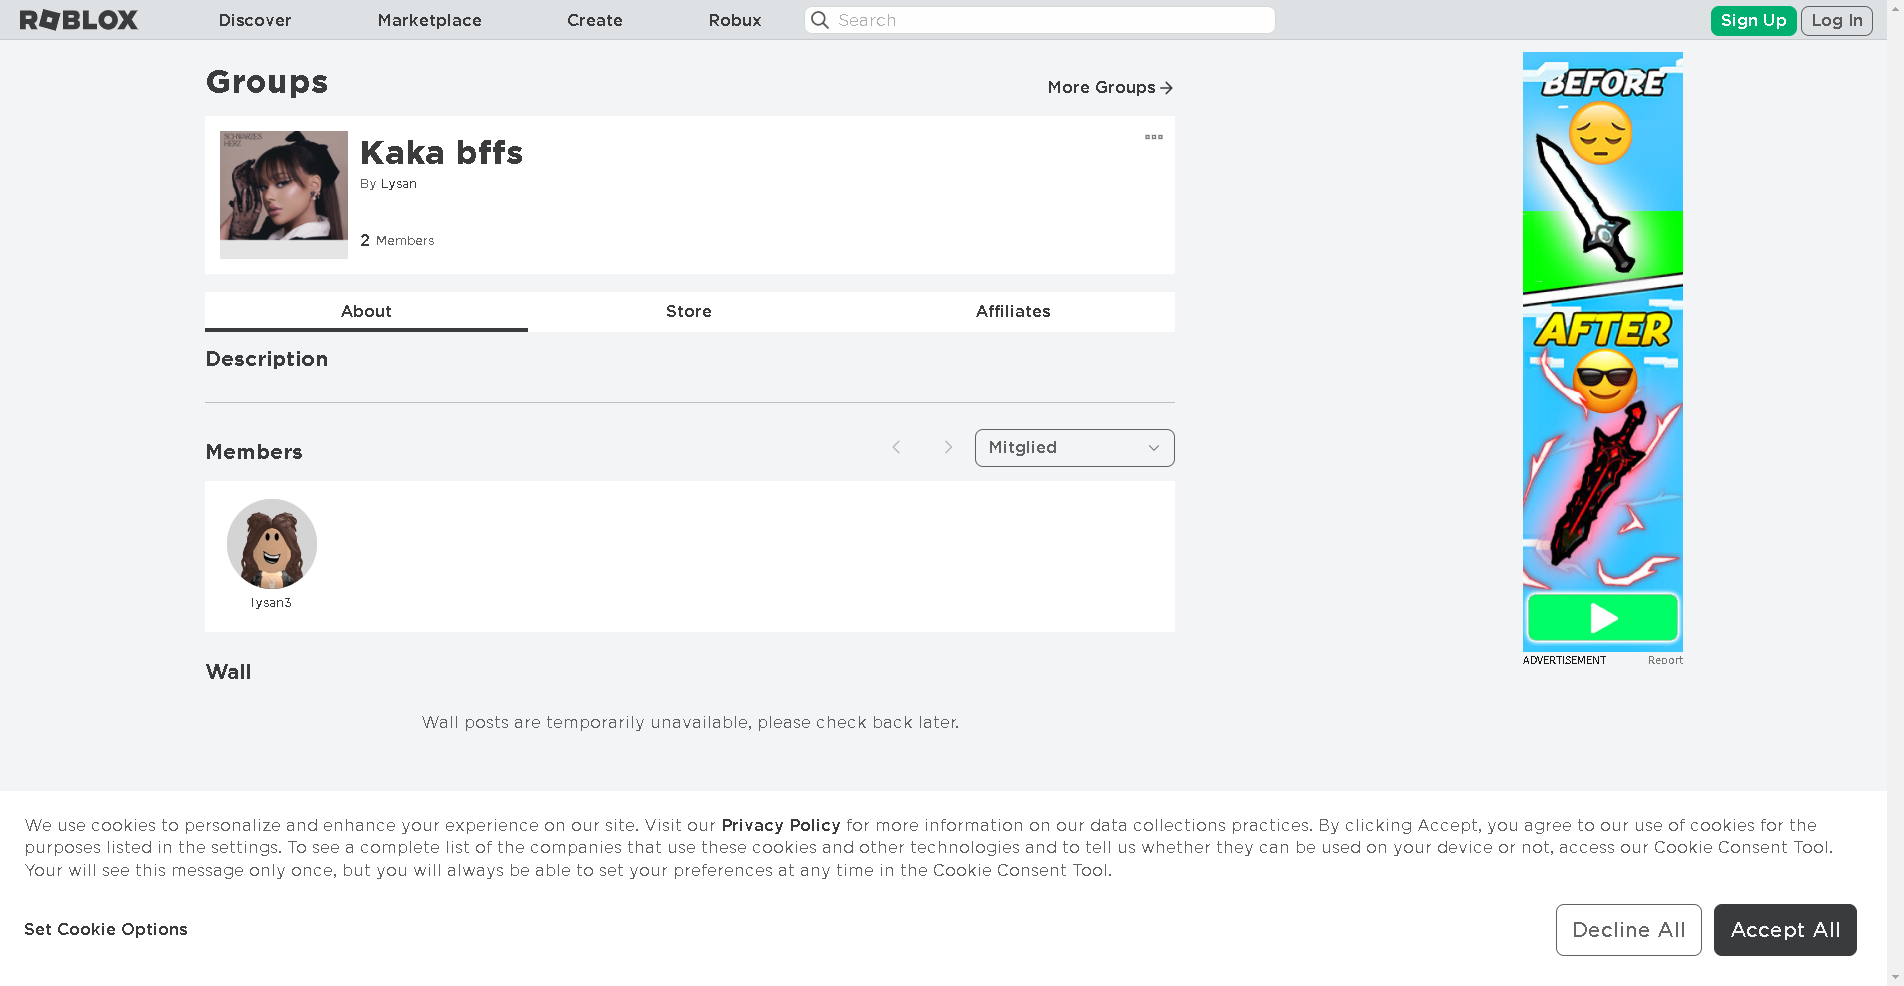 ROBLOX
Discover
Marketplace
Create
Robux
Search
Sign Up
Log In
Groups
More Groups
SCHWARZES
HERZ
Kaka bffs
By Lysan
2 Members
About
Store
Affiliates
Description
Members
Mitglied
lysan3
Wall
Wall posts are temporarily unavailable, please check back later.
BEFORE
AFTER
ADVERTISEMENT
Report
We use cookies to personalize and enhance your experience on our site. Visit our Privacy Policy for more information on our data collections practices. By clicking Accept, you agree to our use of cookies for the
purposes listed in the settings. To see a complete list of the companies that use these cookies and other technologies and to tell us whether they can be used on your device or not, access our Cookie Consent Tool.
Your will see this message only once, but you will always be able to set your preferences at any time in the Cookie Consent Tool.
Set Cookie Options
Decline All
Accept All